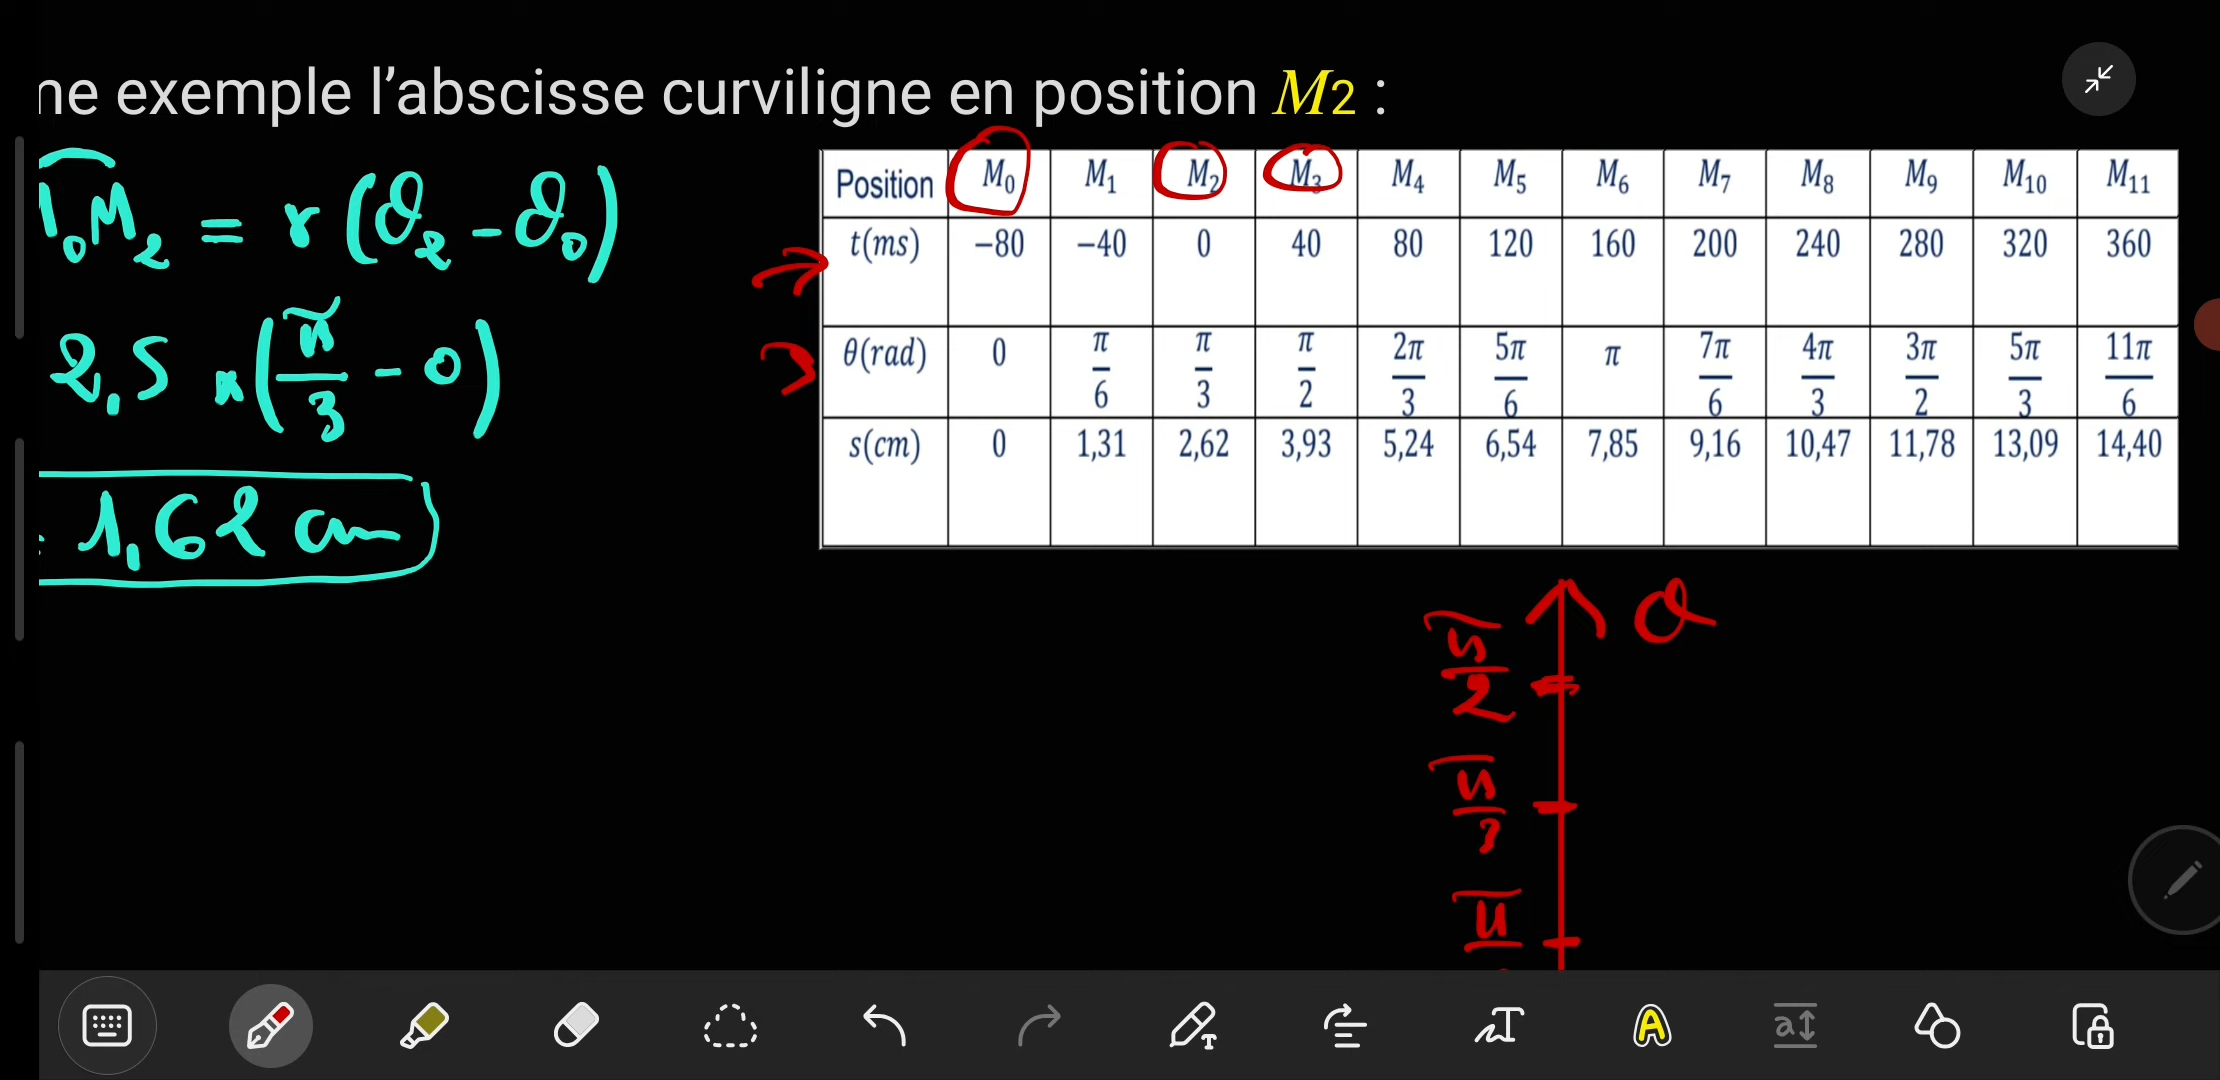 ne exemple l'abscisse curviligne en position M2 :
M₀M₂ = r (θ₂ - θ₀)
2,5 × (π/3 - 0)
= 1,62 cm
Position M₀ M₁ M₂ M₃ M₄ M₅ M₆ M₇ M₈ M₉ M₁₀ M₁₁
t(ms) −80 −40 0 40 80 120 160 200 240 280 320 360
θ(rad) 0 π/6 π/3 π/2 2π/3 5π/6 π 7π/6 4π/3 3π/2 5π/3 11π/6
s(cm) 0 1,31 2,62 3,93 5,24 6,54 7,85 9,16 10,47 11,78 13,09 14,40
θ
π/2
π/3
π